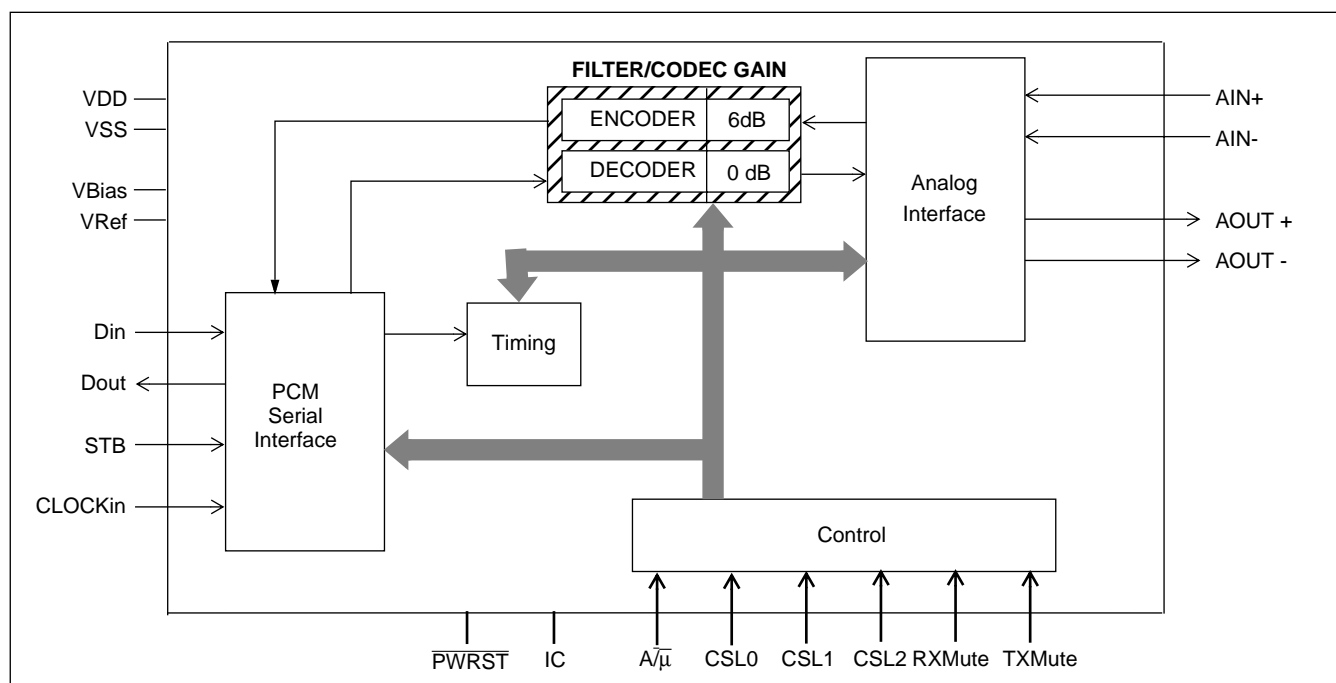 FILTER/CODEC GAIN
VDD
VSS
VBias
VRef
ENCODER 6dB
DECODER 0 dB
Analog
Interface
AIN+
AIN-
AOUT +
AOUT -
Din
Dout
STB
CLOCKin
PCM
Serial
Interface
Timing
Control
PWRST IC A/μ CSL0 CSL1 CSL2 RXMute TXMute